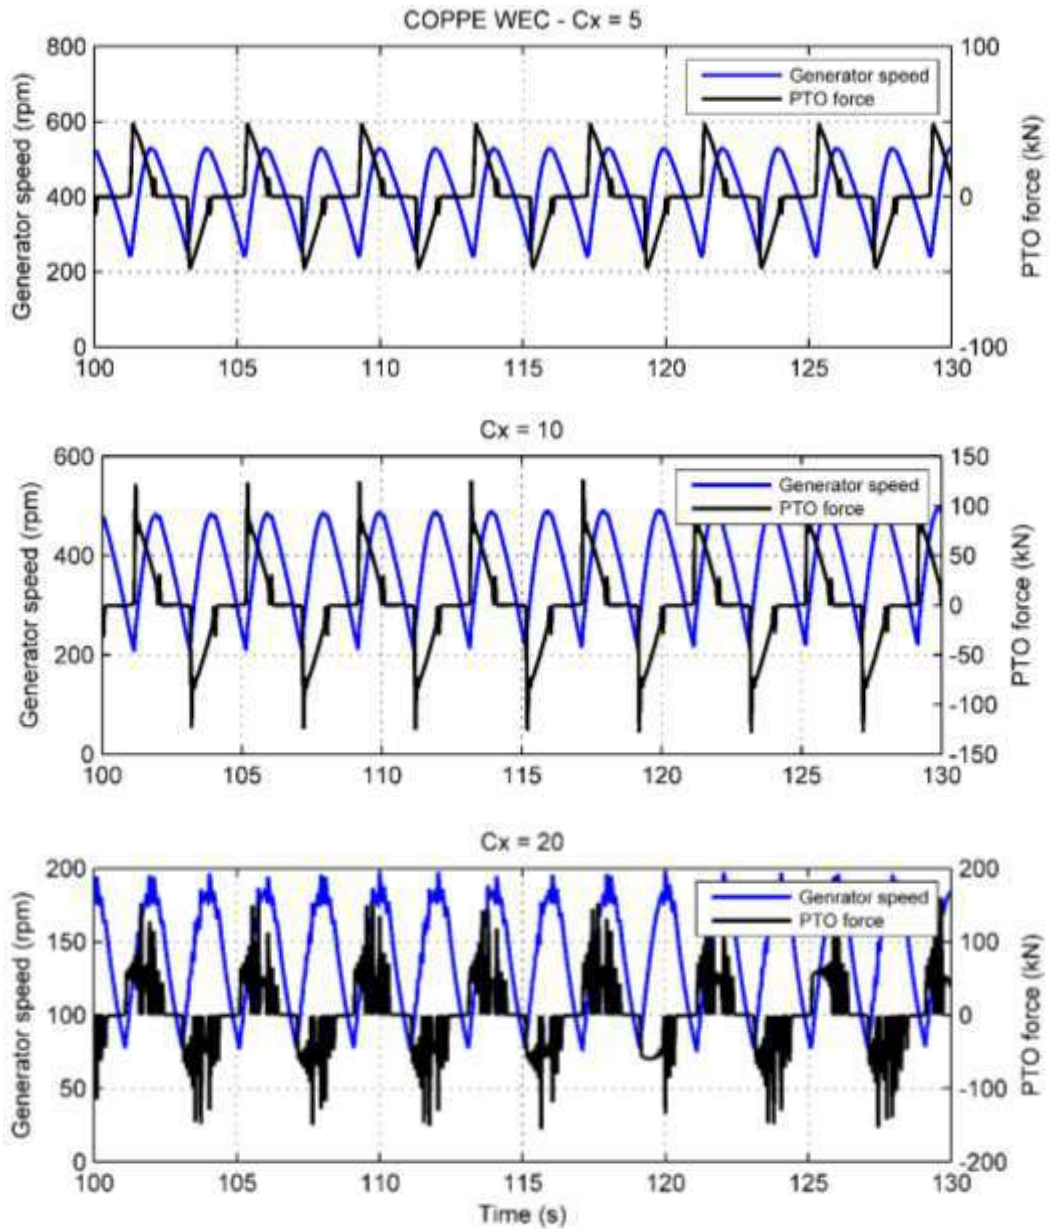 COPPE WEC - Cx = 5
Generator speed (rpm)
800
600
400
200
0
Generator speed
PTO force
100
0
-100
PTO force (kN)
100 105 110 115 120 125 130
Cx = 10
Generator speed (rpm)
600
400
200
0
Generator speed
PTO force
150
100
50
0
-50
-100
-150
PTO force (kN)
100 105 110 115 120 125 130
Cx = 20
Generator speed (rpm)
200
150
100
50
0
Genrator speed
PTO force
200
100
0
-100
-200
PTO force (kN)
100 105 110 115 120 125 130
Time (s)